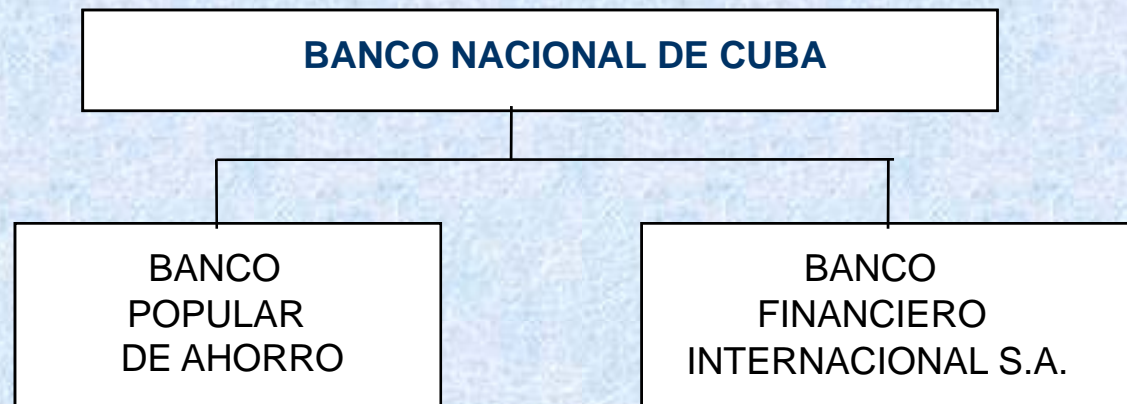 BANCO NACIONAL DE CUBA
BANCO
POPULAR
DE AHORRO
BANCO
FINANCIERO
INTERNACIONAL S.A.